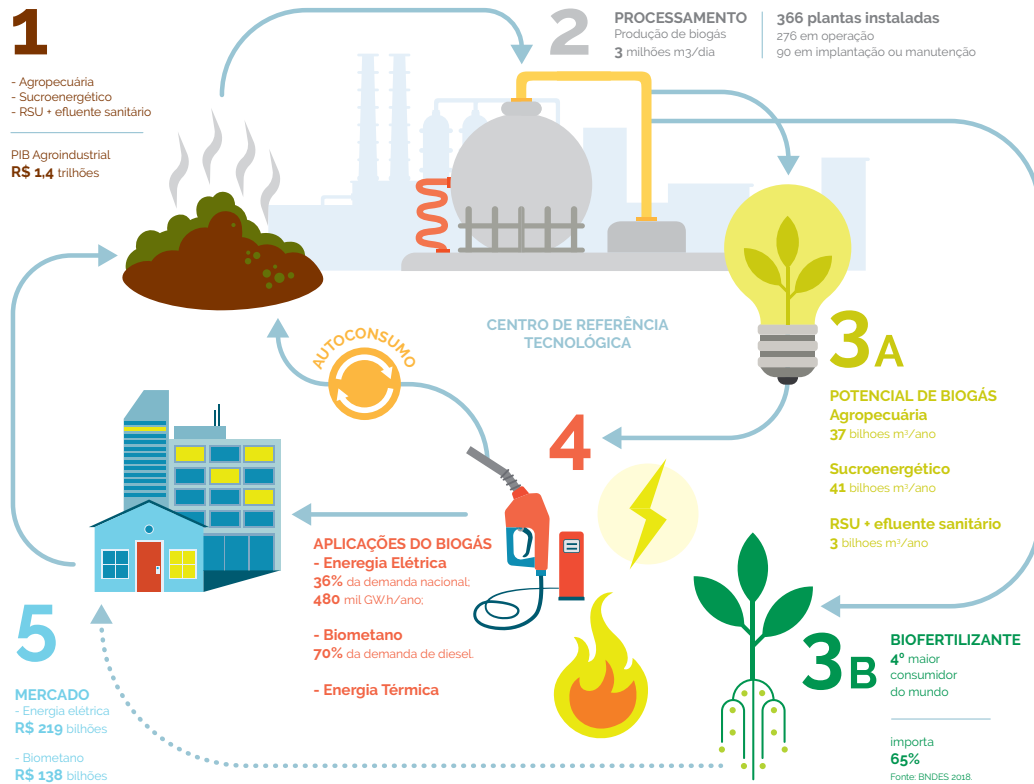 1
- Agropecuária
- Sucroenergético
- RSU + efluente sanitário
PIB Agroindustrial
R$ 1,4 trilhões
2
PROCESSAMENTO
Produção de biogás
3 milhões m3/dia
366 plantas instaladas
276 em operação
90 em implantação ou manutenção
CENTRO DE REFERÊNCIA
TECNOLÓGICA
AUTOCONSUMO
3A
POTENCIAL DE BIOGÁS
Agropecuária
37 bilhoes m³/ano
Sucroenergético
41 bilhoes m³/ano
RSU + efluente sanitário
3 bilhoes m³/ano
3B
BIOFERTILIZANTE
4º maior
consumidor
do mundo
importa
65%
Fonte: BNDES 2018.
4
APLICAÇÕES DO BIOGÁS
- Eneregia Elétrica
36% da demanda nacional;
480 mil GW.h/ano;
- Biometano
70% da demanda de diesel.
- Energia Térmica
5
MERCADO
- Energia elétrica
R$ 219 bilhões
- Biometano
R$ 138 bilhões